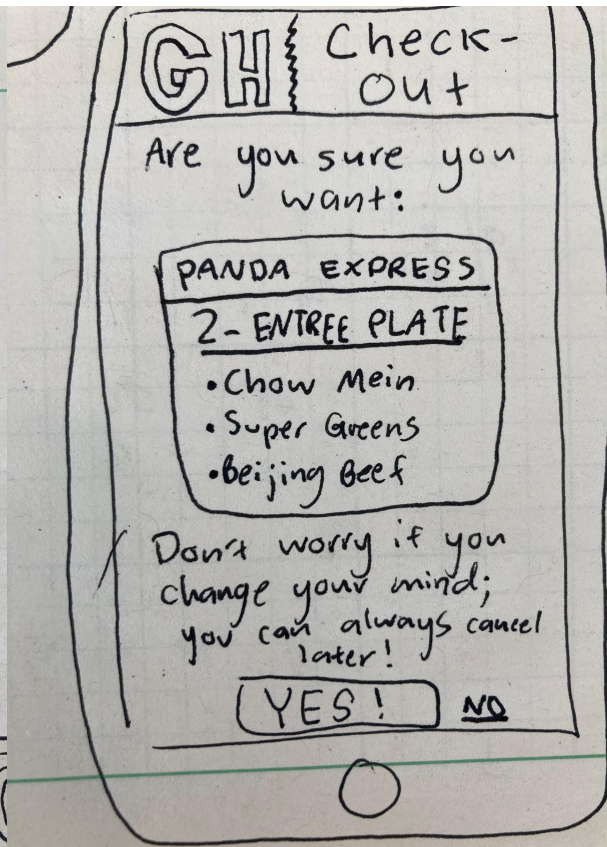 GH Check-
Out
Are you sure you
want:
PANDA EXPRESS
2-ENTREE PLATE
• Chow Mein
• Super Greens
• Beijing Beef
Don't worry if you
change your mind;
you can always cancel
later!
YES! NO